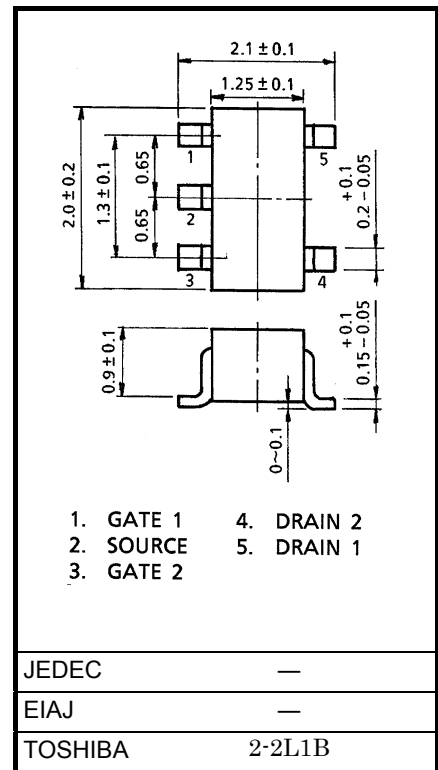 2.1±0.1
1.25±0.1
2.0±0.2
1.3±0.1
0.65
0.65
1
2
3
5
4
+0.1
0.2-0.05
0.9±0.1
+0.1
0.15-0.05
0~0.1
1. GATE 1 4. DRAIN 2
2. SOURCE 5. DRAIN 1
3. GATE 2
JEDEC —
EIAJ —
TOSHIBA 2-2L1B